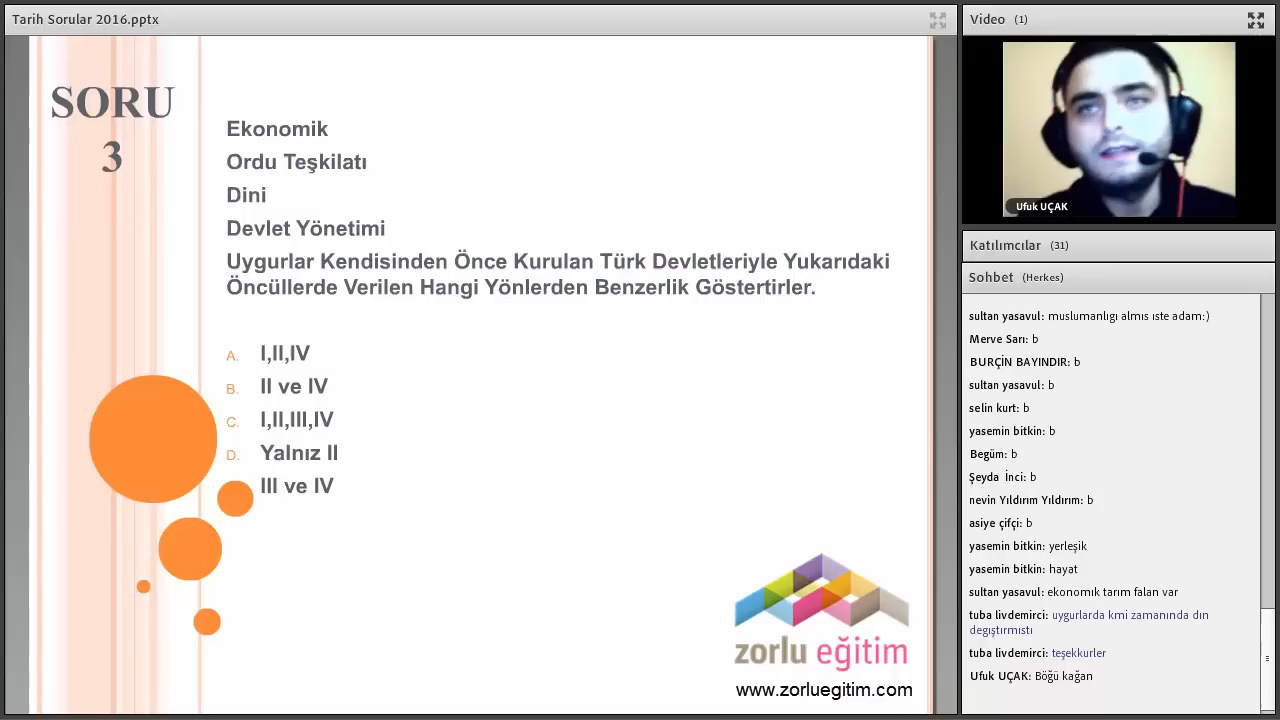 Tarih Sorular 2016.pptx
SORU
3
Ekonomik
Ordu Teşkilatı
Dini
Devlet Yönetimi
Uygurlar Kendisinden Önce Kurulan Türk Devletleriyle Yukarıdaki
Öncüllerde Verilen Hangi Yönlerden Benzerlik Göstertirler.
A. I,II,IV
B. II ve IV
C. I,II,III,IV
D. Yalnız II
III ve IV
zorlu eğitim
www.zorluegitim.com
Video (1)
Ufuk UÇAK
Katılımcılar (31)
Sohbet (Herkes)
sultan yasavul: muslumanlıgı almıs ıste adam:)
Merve Sarı: b
BURÇİN BAYINDIR: b
sultan yasavul: b
selin kurt: b
yasemin bitkin: b
Begüm: b
Şeyda İnci: b
nevin Yıldırım Yıldırım: b
asiye çifçi: b
yasemin bitkin: yerleşik
yasemin bitkin: hayat
sultan yasavul: ekonomık tarım falan var
tuba livdemirci: uygurlarda kmi zamanında dın
degıştırmıstı
tuba livdemirci: teşekkurler
Ufuk UÇAK: Böğü kağan